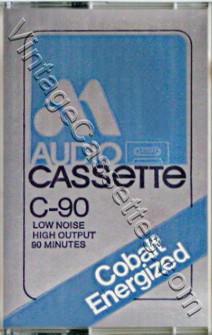 AUDIO
CASSETTE
C-90
LOW NOISE
HIGH OUTPUT
90 MINUTES
Cobalt
Energized
VintageCassettes.com